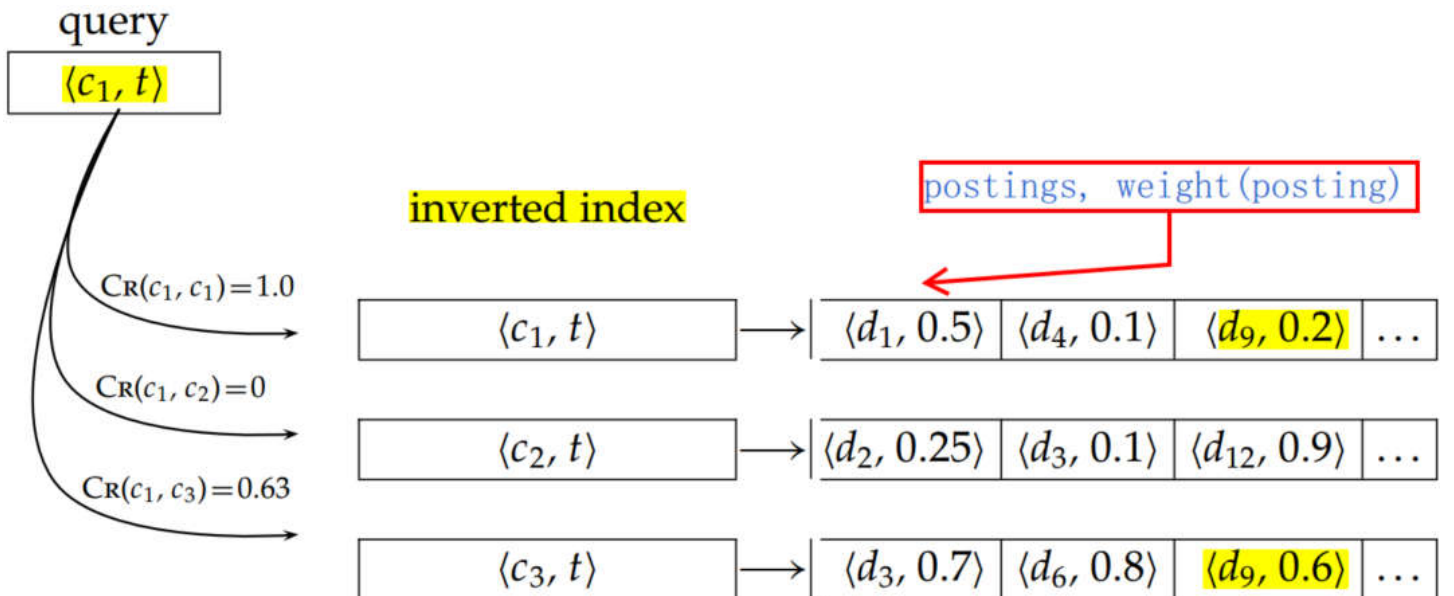 query
⟨c₁, t⟩
postings, weight(posting)
inverted index
CR(c₁, c₁)=1.0
⟨c₁, t⟩ → ⟨d₁, 0.5⟩ ⟨d₄, 0.1⟩ ⟨d₉, 0.2⟩ ...
CR(c₁, c₂)=0
⟨c₂, t⟩ → ⟨d₂, 0.25⟩ ⟨d₃, 0.1⟩ ⟨d₁₂, 0.9⟩ ...
CR(c₁, c₃)=0.63
⟨c₃, t⟩ → ⟨d₃, 0.7⟩ ⟨d₆, 0.8⟩ ⟨d₉, 0.6⟩ ...